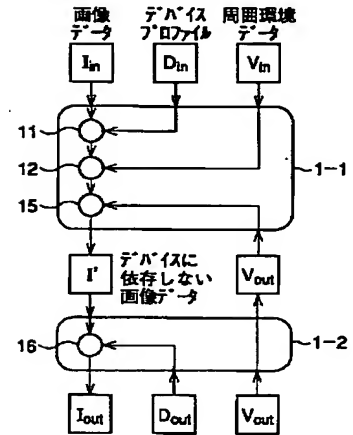 画像 デバイス 周囲環境
データ プロファイル データ
Iin Din Vin
11
12
1-1
15
I' デバイスに Vout
依存しない
画像データ
16
1-2
Iout Dout Vout